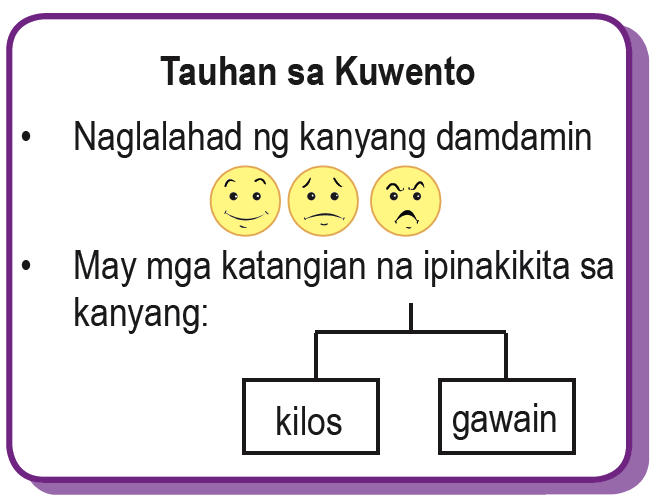 Tauhan sa Kuwento
• Naglalahad ng kanyang damdamin
• May mga katangian na ipinakikita sa
kanyang:
kilos
gawain